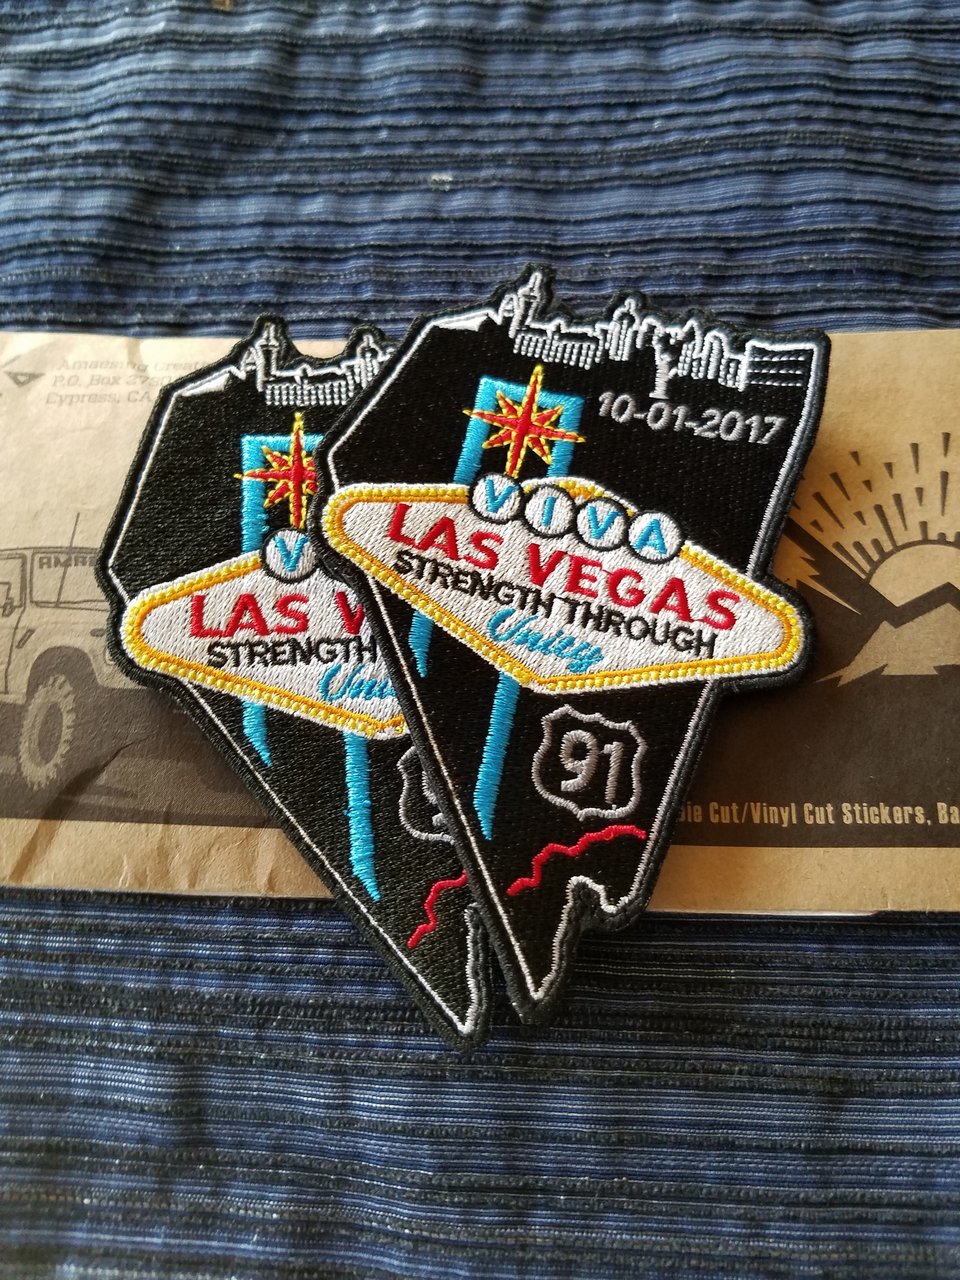 P.O. Box
Cypress, CA
10-01-2017
VIVA
LAS VEGAS
STRENGTH THROUGH
Unity
91
V
LAS V
STRENGTH
Cut/Vinyl Cut Stickers, Ba